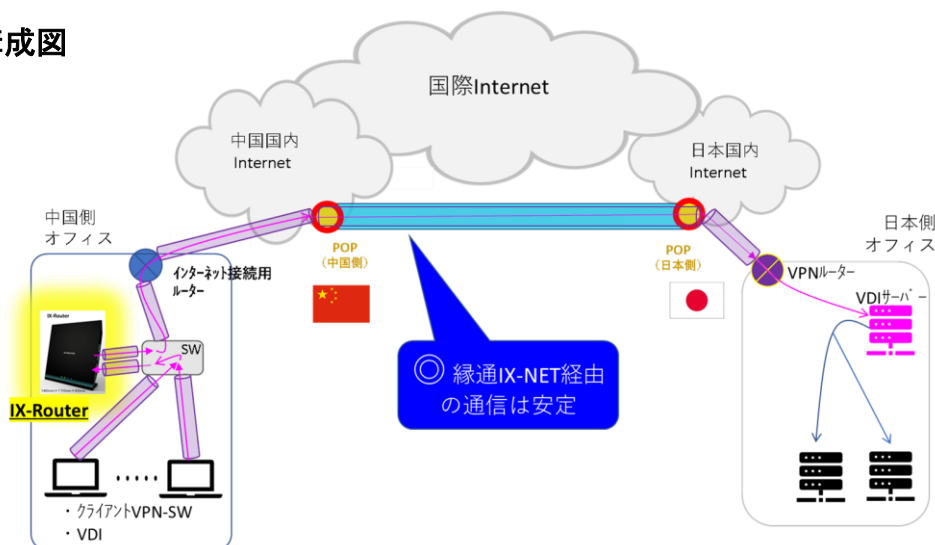 成図
国際Internet
中国国内
Internet
日本国内
Internet
中国側
オフィス
日本側
オフィス
インターネット接続用
ルーター
POP
(中国側)
POP
(日本側)
VPNルーター
VDIサーバー
IX-Router
SW
IX-Router
◎ 縁通IX-NET経由
の通信は安定
・クライアントVPN-SW
・VDI